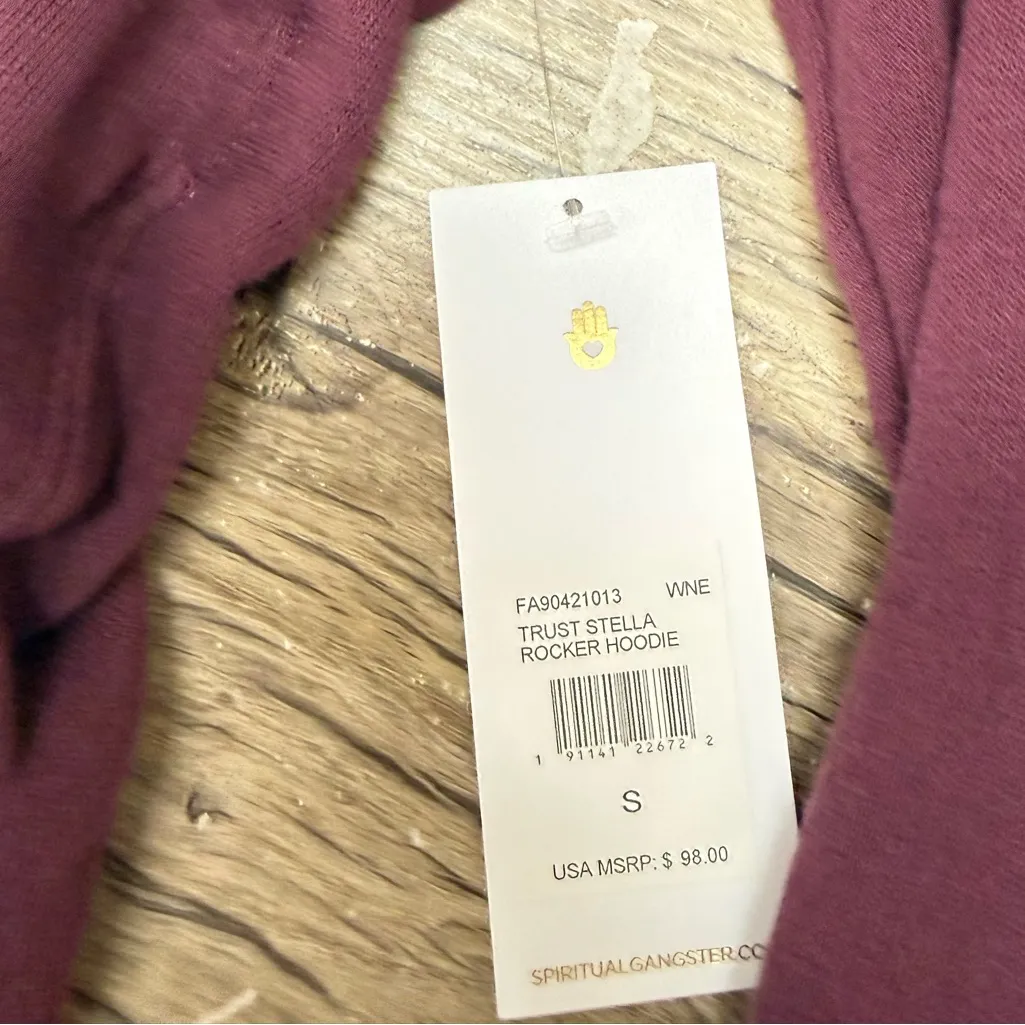 FA90421013 WNE
TRUST STELLA
ROCKER HOODIE
1 91141 22672 2
S
USA MSRP: $ 98.00
SPIRITUALGANGSTER.CO